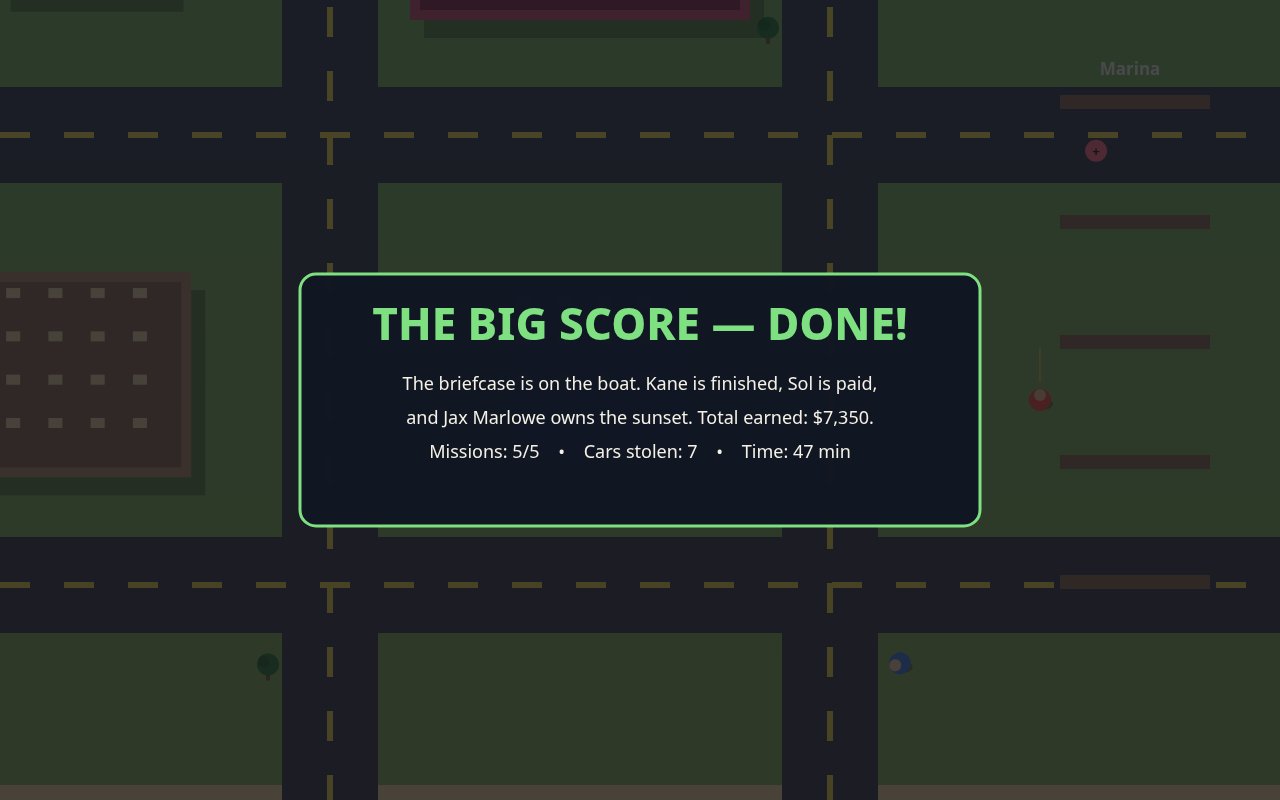 Marina
+
THE BIG SCORE — DONE!
The briefcase is on the boat. Kane is finished, Sol is paid,
and Jax Marlowe owns the sunset. Total earned: $7,350.
Missions: 5/5 • Cars stolen: 7 • Time: 47 min